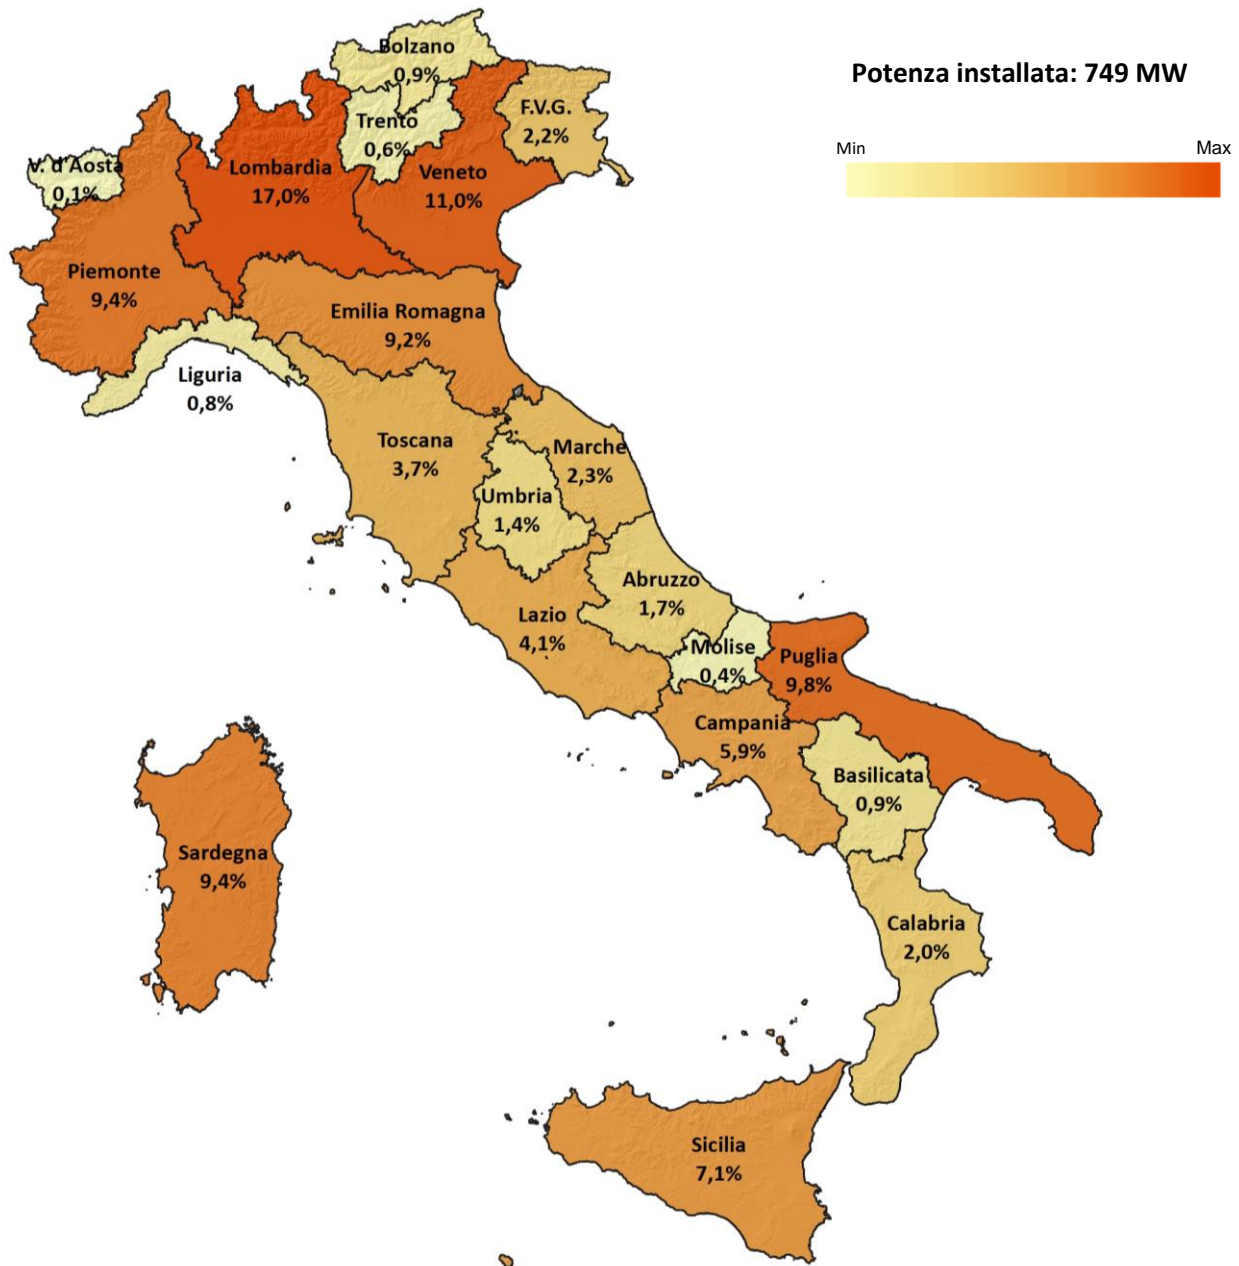 Potenza installata: 749 MW
Min
Max
Bolzano
0,9%
Trento
0,6%
F.V.G.
2,2%
V. d'Aosta
0,1%
Lombardia
17,0%
Veneto
11,0%
Piemonte
9,4%
Emilia Romagna
9,2%
Liguria
0,8%
Toscana
3,7%
Marche
2,3%
Umbria
1,4%
Abruzzo
1,7%
Lazio
4,1%
Molise
0,4%
Puglia
9,8%
Campania
5,9%
Basilicata
0,9%
Sardegna
9,4%
Calabria
2,0%
Sicilia
7,1%